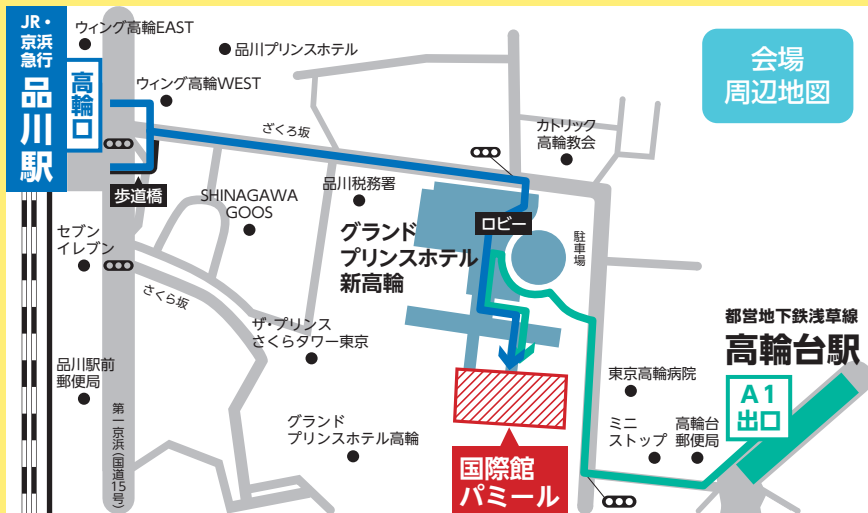 JR・
京浜
急行
品川駅
高輪口
ウィング高輪EAST
品川プリンスホテル
ウィング高輪WEST
会場
周辺地図
ざくろ坂
カトリック
高輪教会
歩道橋
SHINAGAWA
GOOS
品川税務署
ロビー
駐車場
グランド
プリンスホテル
新高輪
セブン
イレブン
さくら坂
ザ・プリンス
さくらタワー東京
都営地下鉄浅草線
高輪台駅
A1
出口
品川駅前
郵便局
第一京浜(国道15号)
グランド
プリンスホテル高輪
東京高輪病院
ミニ
ストップ
高輪台
郵便局
国際館
パミール